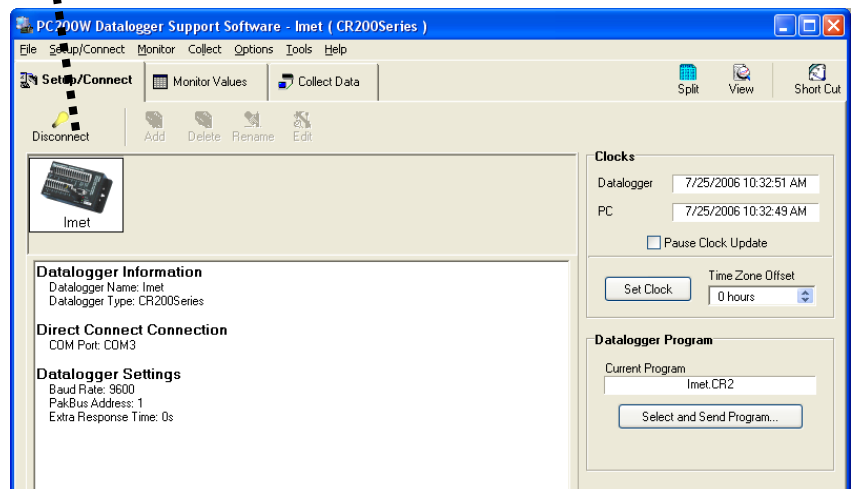 PC200W Datalogger Support Software - Imet ( CR200Series )
File Setup/Connect Monitor Collect Options Tools Help
Setup/Connect Monitor Values Collect Data Split View Short Cut
Disconnect Add Delete Rename Edit
Imet
Clocks
Datalogger 7/25/2006 10:32:51 AM
PC 7/25/2006 10:32:49 AM
Pause Clock Update
Set Clock
Time Zone Offset
0 hours
Datalogger Information
Datalogger Name: Imet
Datalogger Type: CR200Series
Direct Connect Connection
COM Port: COM3
Datalogger Settings
Baud Rate: 9600
PakBus Address: 1
Extra Response Time: 0s
Datalogger Program
Current Program
Imet.CR2
Select and Send Program...